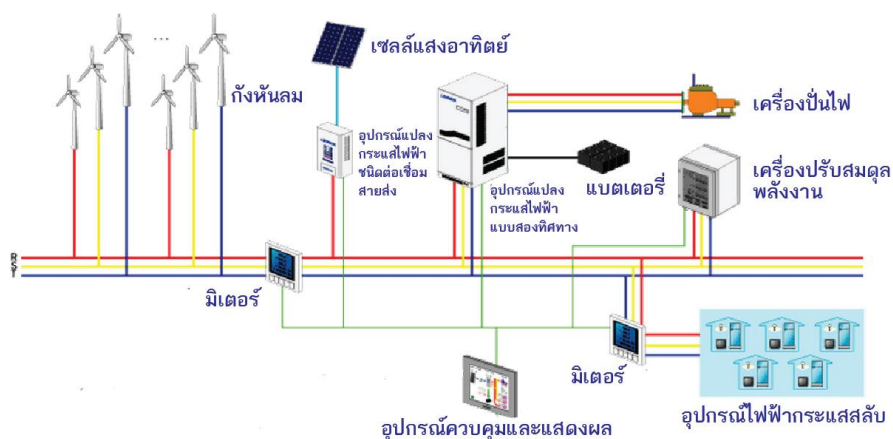 ...
เซลล์แสงอาทิตย์
กังหันลม
อุปกรณ์แปลง
กระแสไฟฟ้า
ชนิดต่อเชื่อม
สายส่ง
อุปกรณ์แปลง
กระแสไฟฟ้า
แบบสองทิศทาง
แบตเตอรี่
เครื่องปั่นไฟ
เครื่องปรับสมดุล
พลังงาน
R
S
T
มิเตอร์
มิเตอร์
อุปกรณ์ควบคุมและแสดงผล
อุปกรณ์ไฟฟ้ากระแสสลับ